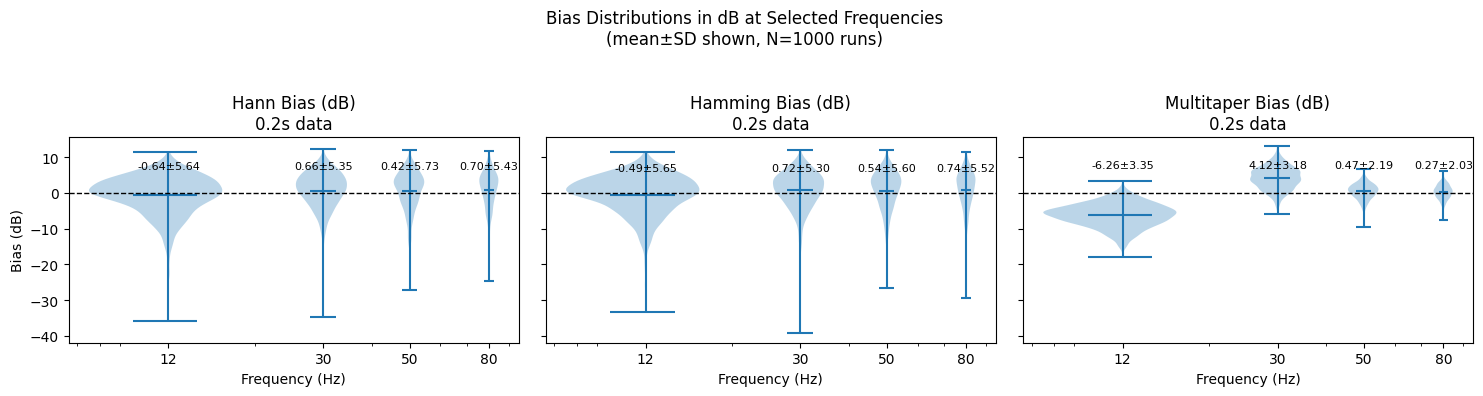 Bias Distributions in dB at Selected Frequencies
(mean±SD shown, N=1000 runs)
Hann Bias (dB)
0.2s data
Bias (dB)
10
0
−10
−20
−30
−40
-0.64±5.64
0.66±5.35
0.42±5.73
0.70±5.43
12
30
50
80
Frequency (Hz)
Hamming Bias (dB)
0.2s data
-0.49±5.65
0.72±5.30
0.54±5.60
0.74±5.52
12
30
50
80
Frequency (Hz)
Multitaper Bias (dB)
0.2s data
-6.26±3.35
4.12±3.18
0.47±2.19
0.27±2.03
12
30
50
80
Frequency (Hz)